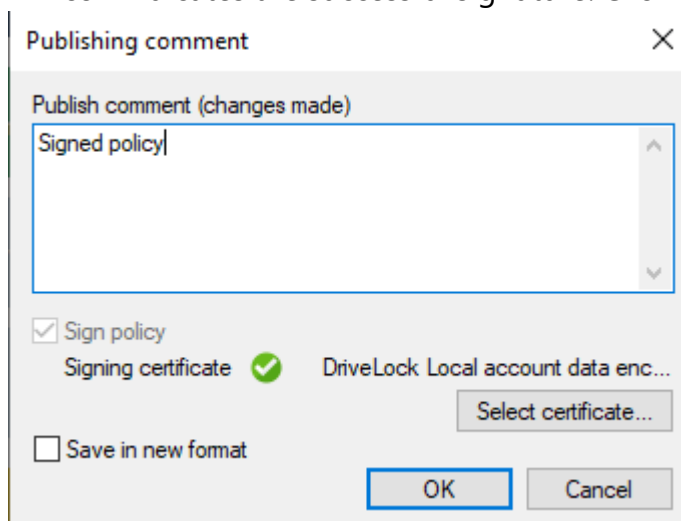 Publishing comment
Publish comment (changes made)
Signed policy
Sign policy
Signing certificate DriveLock Local account data enc...
Select certificate...
Save in new format
OK Cancel